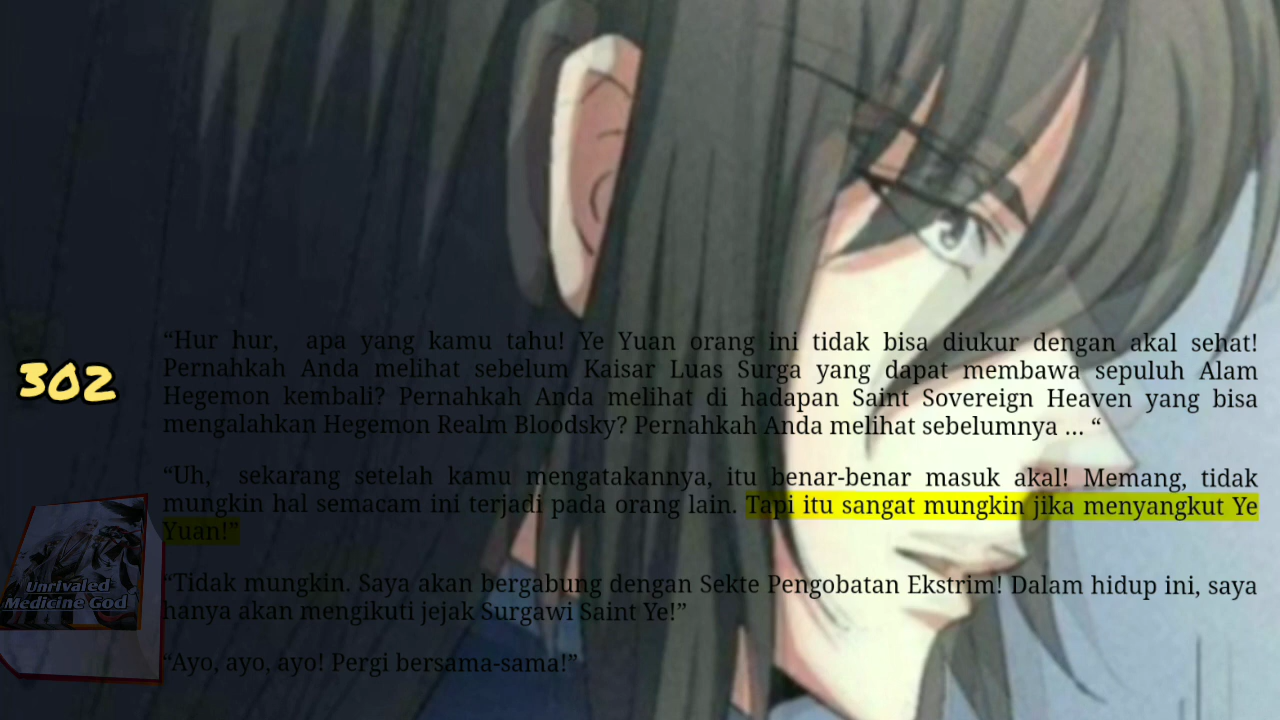 “Hur hur, apa yang kamu tahu! Ye Yuan orang ini tidak bisa diukur dengan akal sehat!
Pernahkah Anda melihat sebelum Kaisar Luas Surga yang dapat membawa sepuluh Alam
Hegemon kembali? Pernahkah Anda melihat di hadapan Saint Sovereign Heaven yang bisa
mengalahkan Hegemon Realm Bloodsky? Pernahkah Anda melihat sebelumnya ... “
302
“Uh, sekarang setelah kamu mengatakannya, itu benar-benar masuk akal! Memang, tidak
mungkin hal semacam ini terjadi pada orang lain. Tapi itu sangat mungkin jika menyangkut Ye
Yuan!”
“Tidak mungkin. Saya akan bergabung dengan Sekte Pengobatan Ekstrim! Dalam hidup ini, saya
hanya akan mengikuti jejak Surgawi Saint Ye!”
“Ayo, ayo, ayo! Pergi bersama-sama!”
Unrivaled
Medicine God